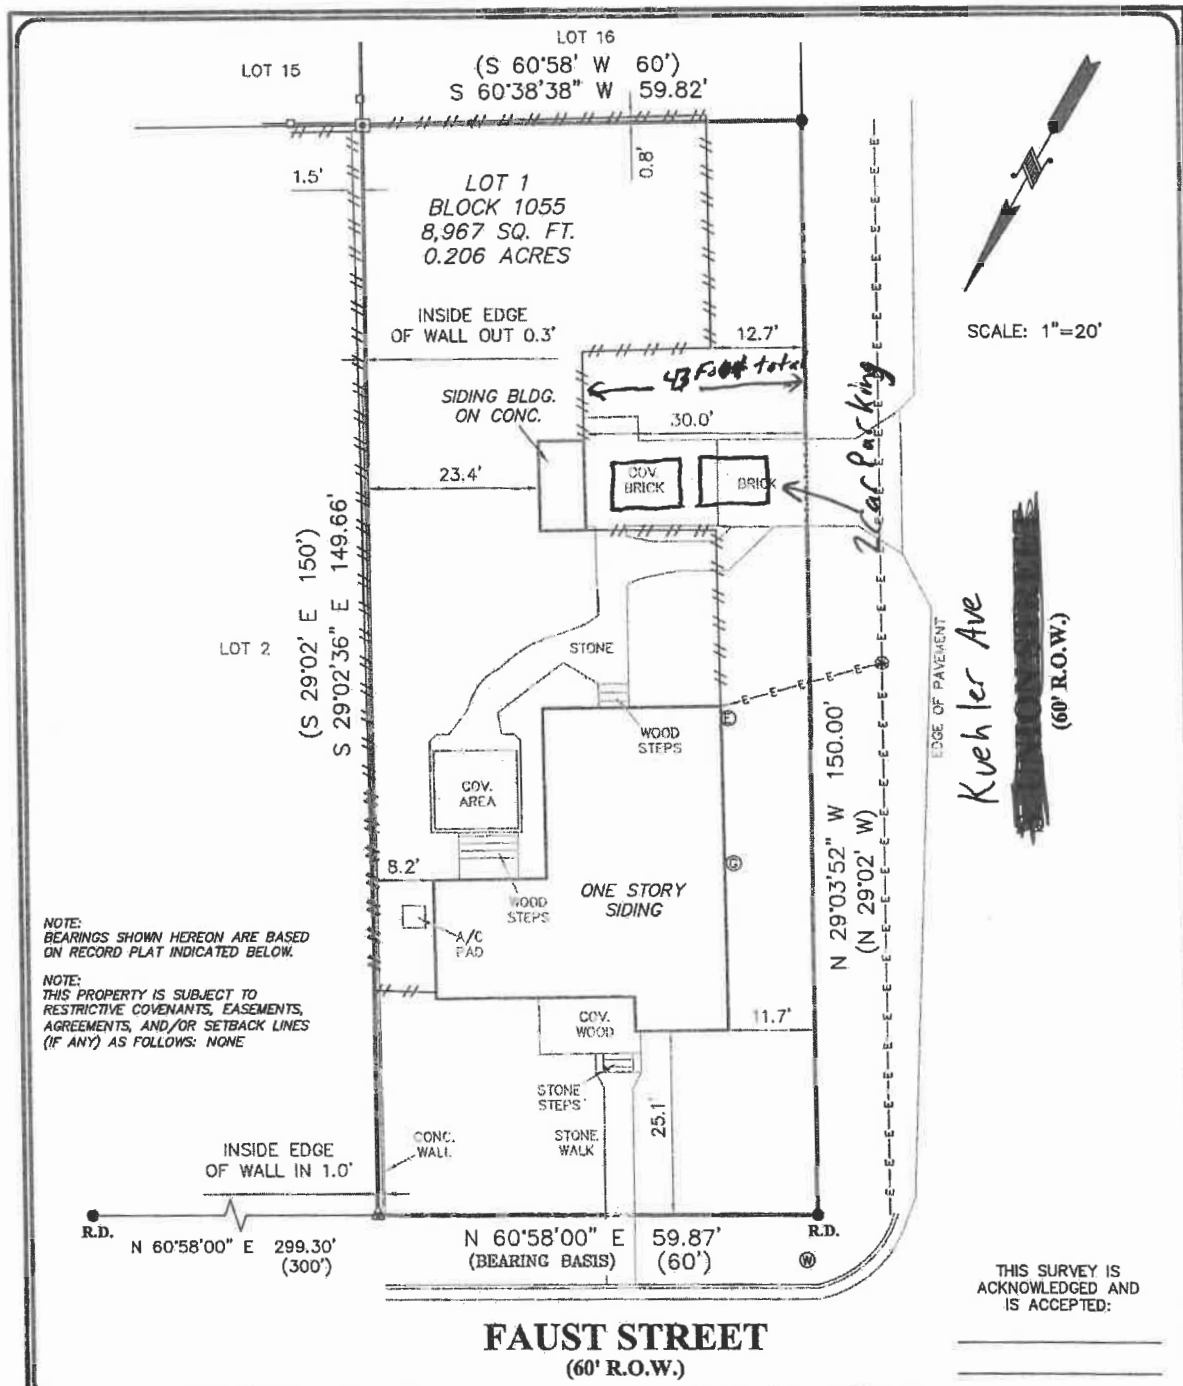 LOT 16
LOT 15
(S 60°58' W 60')
S 60°38'38" W 59.82'
1.5'
0.8'
LOT 1
BLOCK 1055
8,967 SQ. FT.
0.206 ACRES
INSIDE EDGE
OF WALL OUT 0.3'
12.7'
SCALE: 1"=20'
SIDING BLDG.
ON CONC.
30.0'
23.4'
COV.
BRICK
BRICK
2 Car Parking
(S 29°02' E 150')
S 29°02'36" E 149.66'
LOT 2
STONE
EDGE OF PAVEMENT
Kuehler Ave
(60' R.O.W.)
WOOD
STEPS
COV.
AREA
N 29°03'52" W 150.00'
(N 29°02' W)
8.2'
WOOD
STEPS
ONE STORY
SIDING
A/C
PAD
NOTE:
BEARINGS SHOWN HEREON ARE BASED
ON RECORD PLAT INDICATED BELOW.
NOTE:
THIS PROPERTY IS SUBJECT TO
RESTRICTIVE COVENANTS, EASEMENTS,
AGREEMENTS, AND/OR SETBACK LINES
(IF ANY) AS FOLLOWS: NONE
COV.
WOOD
11.7'
STONE
STEPS
25.1'
CONC.
WALL
STONE
WALK
INSIDE EDGE
OF WALL IN 1.0'
R.D.
N 60°58'00" E 299.30'
(300')
N 60°58'00" E 59.87'
(BEARING BASIS) (60')
R.D.
W
THIS SURVEY IS
ACKNOWLEDGED AND
IS ACCEPTED:
FAUST STREET
(60' R.O.W.)